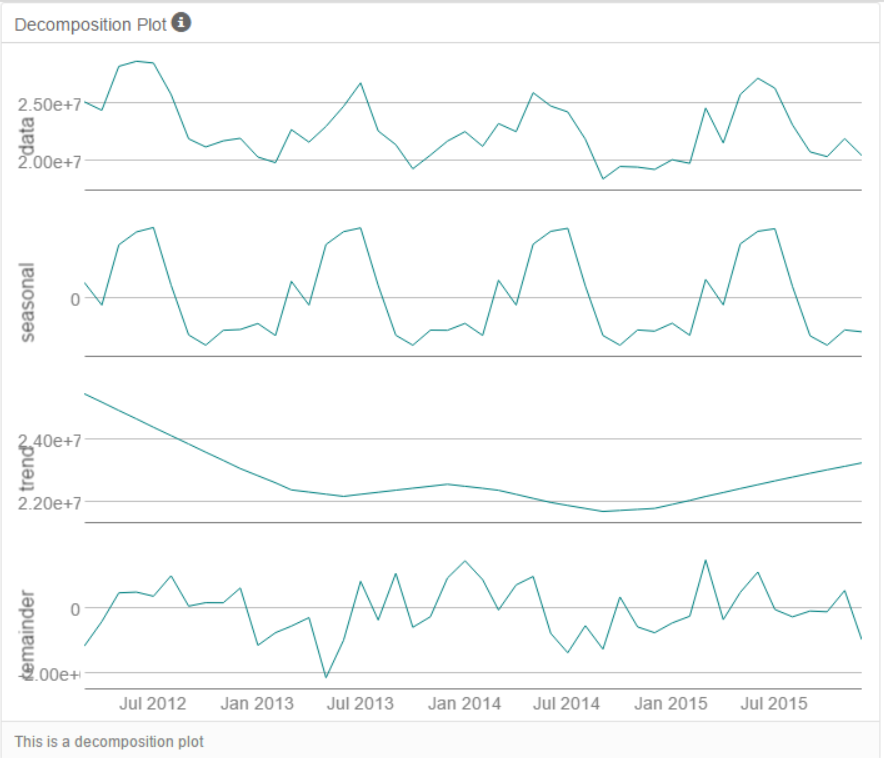 Decomposition Plot
2.50e+7
data
2.00e+7
seasonal
0
2.40e+7
trend
2.20e+7
remainder
0
Jul 2012 Jan 2013 Jul 2013 Jan 2014 Jul 2014 Jan 2015 Jul 2015
This is a decomposition plot